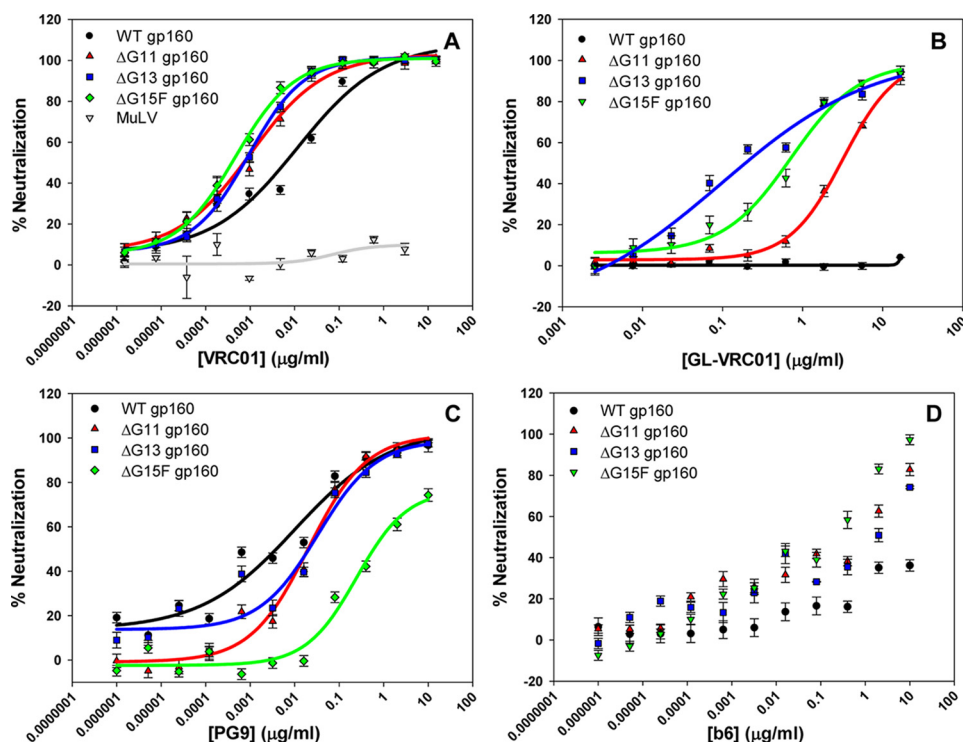 A
WT gp160
ΔG11 gp160
ΔG13 gp160
ΔG15F gp160
MuLV
% Neutralization
120
100
80
60
40
20
0
-20
0.0000001
0.000001
0.00001
0.0001
0.001
0.01
0.1
1
10
100
[VRC01] (μg/ml)
B
WT gp160
ΔG11 gp160
ΔG13 gp160
ΔG15F gp160
% Neutralization
120
100
80
60
40
20
0
-20
0.001
0.01
0.1
1
10
100
[GL-VRC01] (μg/ml)
C
WT gp160
ΔG11 gp160
ΔG13 gp160
ΔG15F gp160
% Neutralization
120
100
80
60
40
20
0
-20
0.0000001
0.000001
0.00001
0.0001
0.001
0.01
0.1
1
10
100
[PG9] (μg/ml)
D
WT gp160
ΔG11 gp160
ΔG13 gp160
ΔG15F gp160
% Neutralization
120
100
80
60
40
20
0
-20
0.0000001
0.000001
0.00001
0.0001
0.001
0.01
0.1
1
10
100
[b6] (μg/ml)